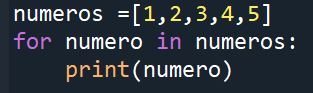 numeros =[1,2,3,4,5]
for numero in numeros:
    print(numero)